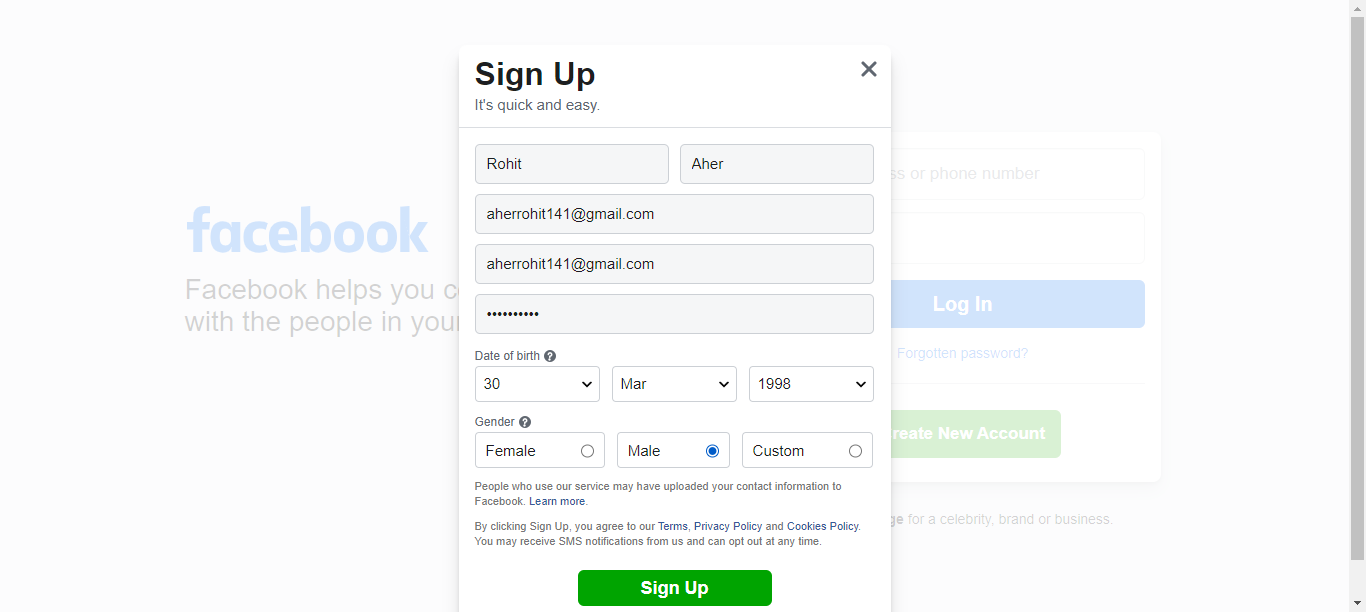 Sign Up
It's quick and easy.
Rohit Aher
aherrohit141@gmail.com
aherrohit141@gmail.com
••••••••••
Date of birth ?
30 Mar 1998
Gender ?
Female Male Custom
People who use our service may have uploaded your contact information to
Facebook. Learn more.
By clicking Sign Up, you agree to our Terms, Privacy Policy and Cookies Policy.
You may receive SMS notifications from us and can opt out at any time.
Sign Up
facebook
Facebook helps you
with the people in your
or phone number
Log In
Forgotten password?
New Account
for a celebrity, brand or business.